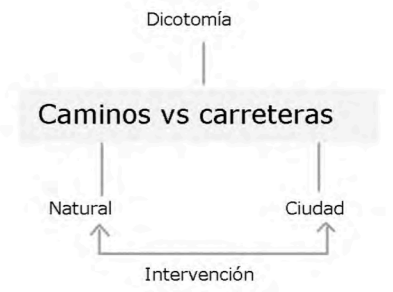 Dicotomía
Caminos vs carreteras
Natural
Ciudad
Intervención